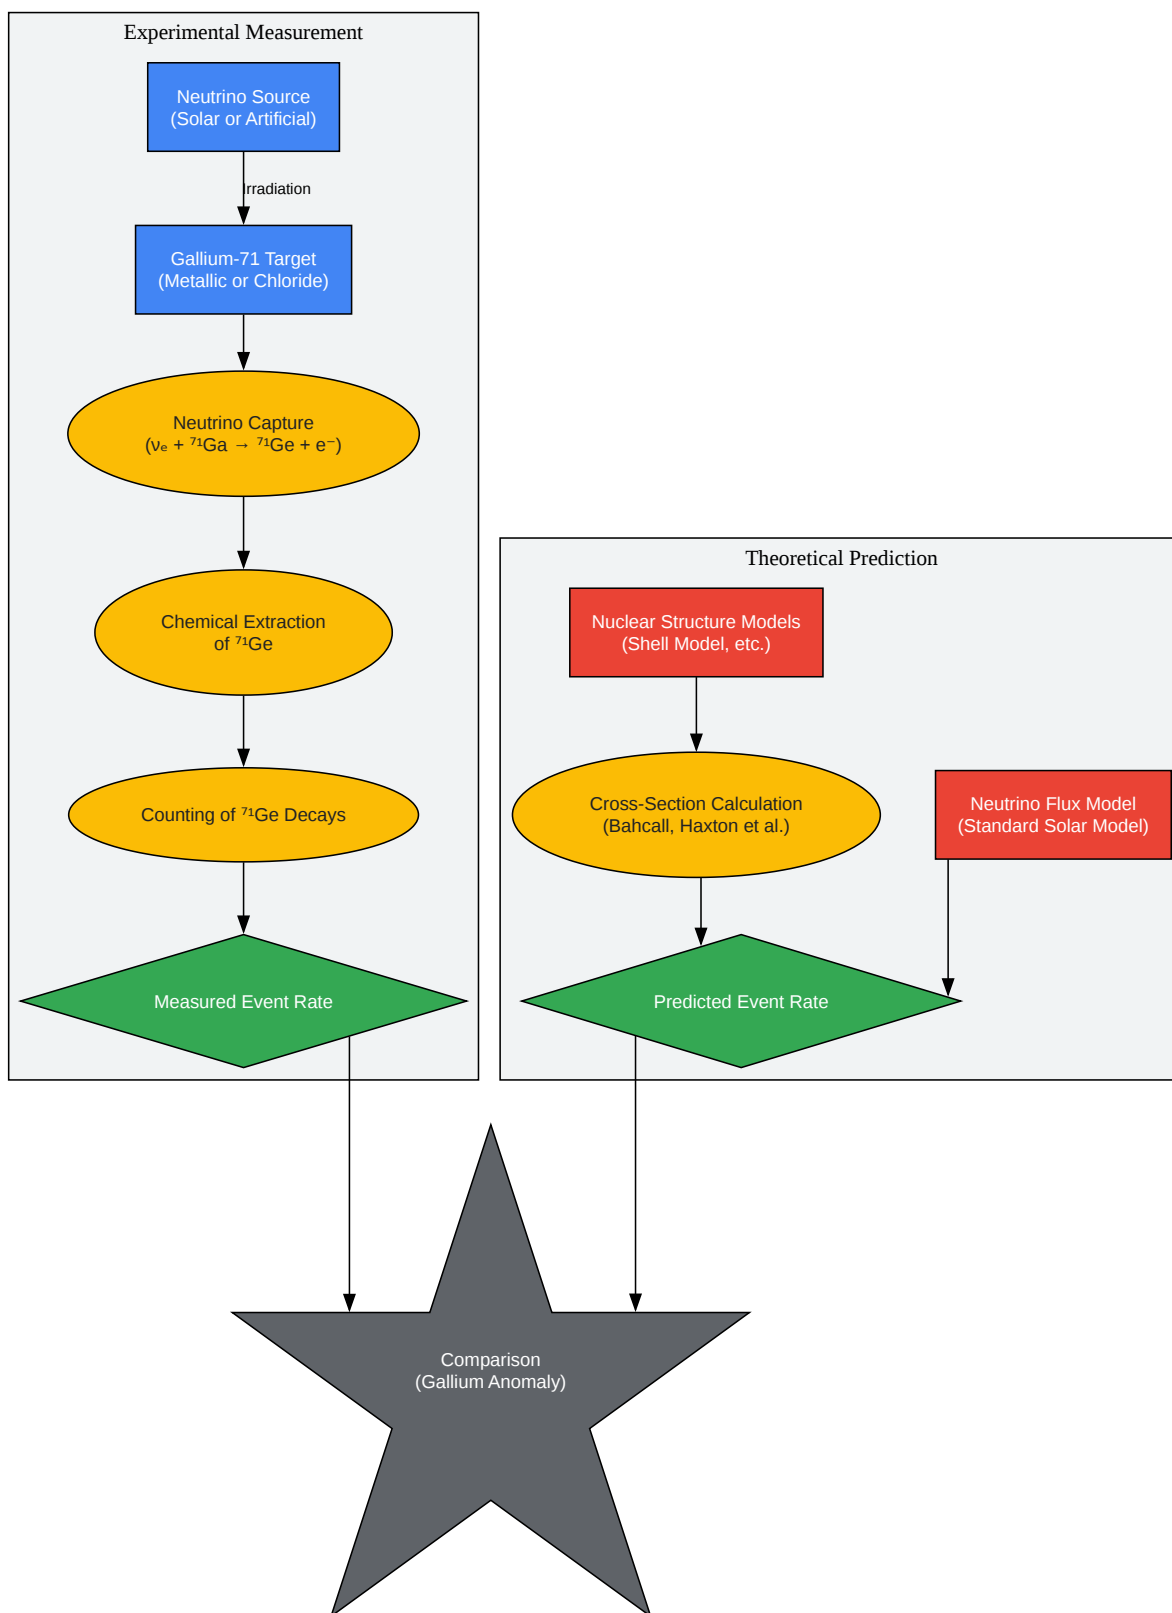 Experimental Measurement
Neutrino Source
(Solar or Artificial)
Irradiation
Gallium-71 Target
(Metallic or Chloride)
Neutrino Capture
(νₑ + ⁷¹Ga → ⁷¹Ge + e⁻)
Chemical Extraction
of ⁷¹Ge
Counting of ⁷¹Ge Decays
Measured Event Rate
Theoretical Prediction
Nuclear Structure Models
(Shell Model, etc.)
Cross-Section Calculation
(Bahcall, Haxton et al.)
Neutrino Flux Model
(Standard Solar Model)
Predicted Event Rate
Comparison
(Gallium Anomaly)